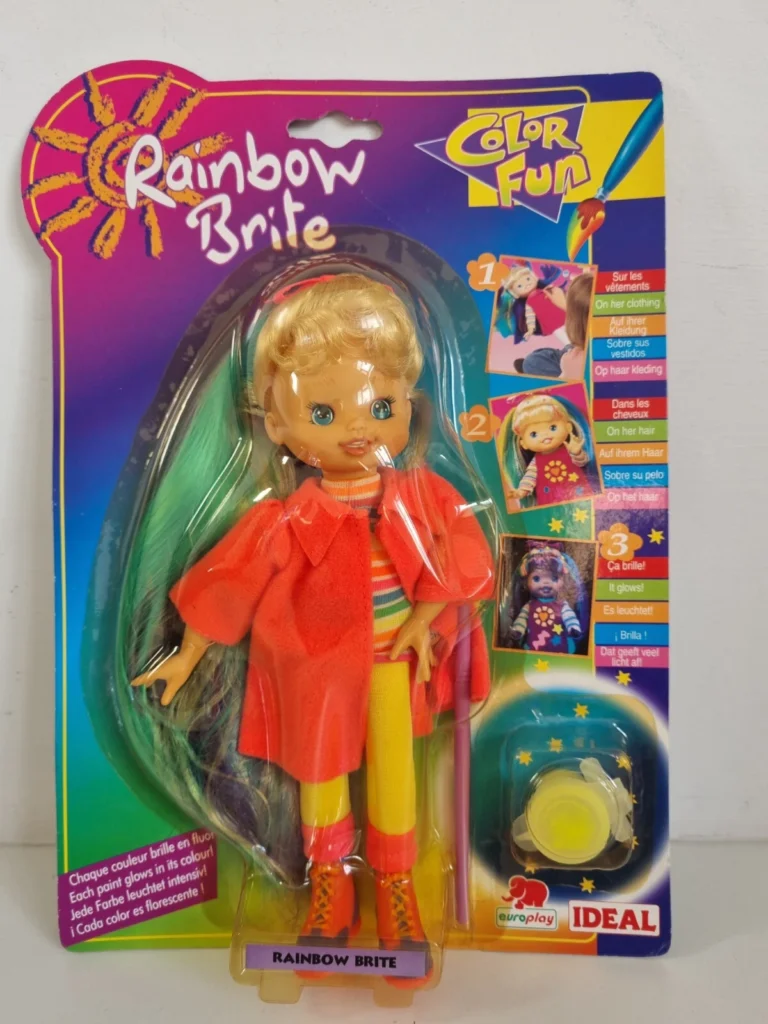 Rainbow
Brite
COLOR
FUN
1
Sur les
vêtements
On her clothing
Auf ihrer
Kleidung
Sobre sus
vestidos
Op haar kleding
2
Dans les
cheveux
On her hair
Auf ihrem Haar
Sobre su pelo
Op het haar
3
Ça brille!
It glows!
Es leuchtet!
¡ Brilla !
Dat geeft veel
licht af!
Chaque couleur brille en fluo!
Each paint glows in its colour!
Jede Farbe leuchtet intensiv!
¡ Cada color es florescente !
europlay
IDEAL
RAINBOW BRITE